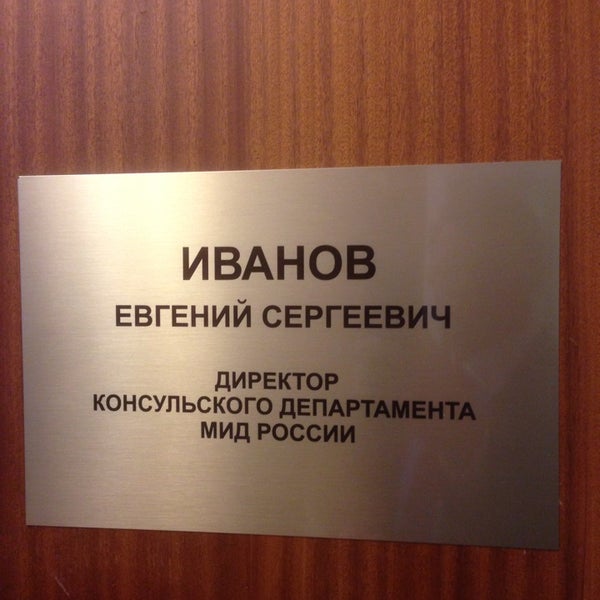 ИВАНОВ
ЕВГЕНИЙ СЕРГЕЕВИЧ
ДИРЕКТОР
КОНСУЛЬСКОГО ДЕПАРТАМЕНТА
МИД РОССИИ